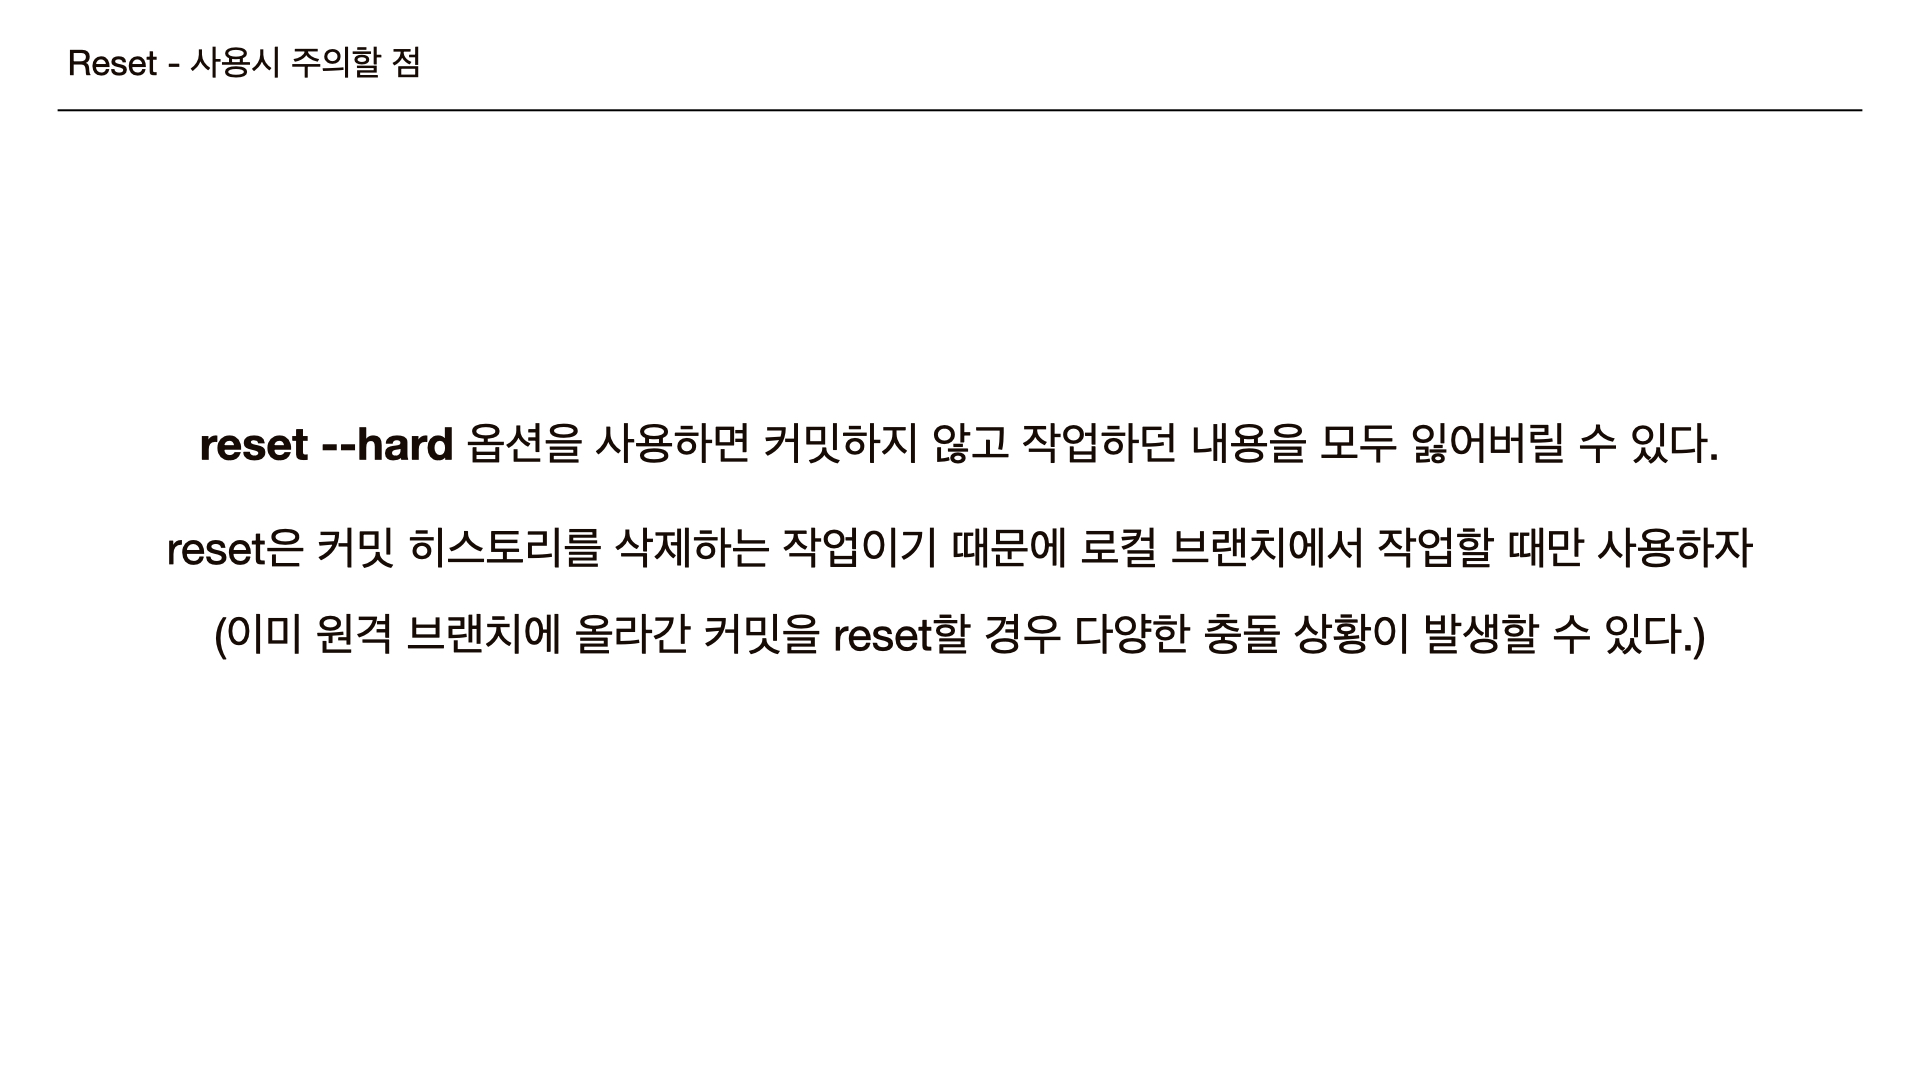 Reset - 사용시 주의할 점
reset --hard 옵션을 사용하면 커밋하지 않고 작업하던 내용을 모두 잃어버릴 수 있다.
reset은 커밋 히스토리를 삭제하는 작업이기 때문에 로컬 브랜치에서 작업할 때만 사용하자
(이미 원격 브랜치에 올라간 커밋을 reset할 경우 다양한 충돌 상황이 발생할 수 있다.)